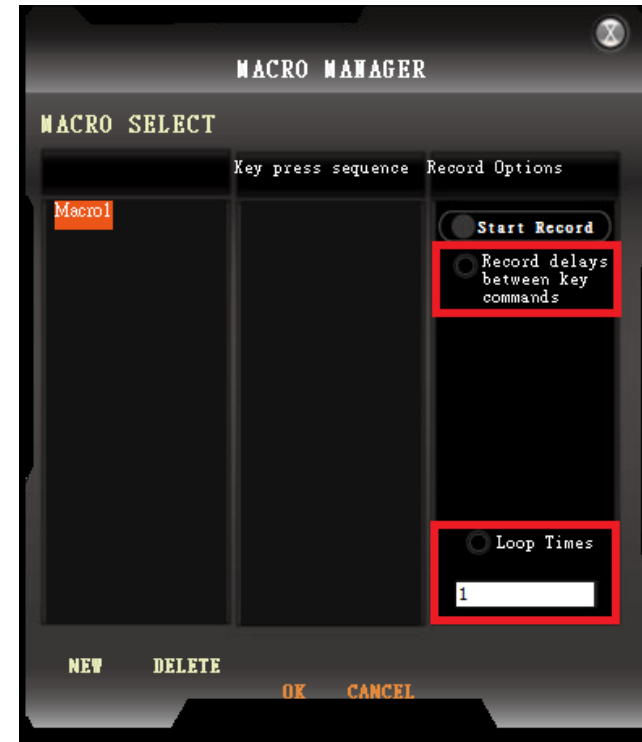 X
MACRO MANAGER
MACRO SELECT
Key press sequence
Record Options
Macro1
Start Record
Record delays
between key
commands
Loop Times
1
NEW
DELETE
OK
CANCEL